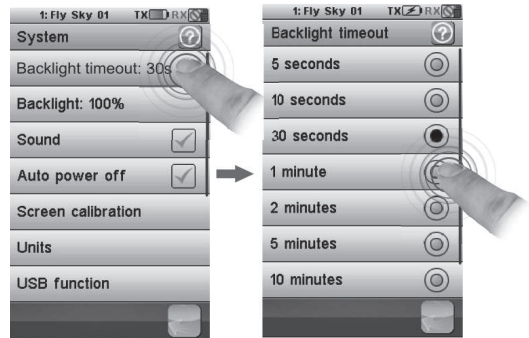 1: Fly Sky 01 TX RX
System ?
Backlight timeout: 30s
Backlight: 100%
Sound
Auto power off
Screen calibration
Units
USB function
1: Fly Sky 01 TX RX
Backlight timeout ?
5 seconds
10 seconds
30 seconds
1 minute
2 minutes
5 minutes
10 minutes